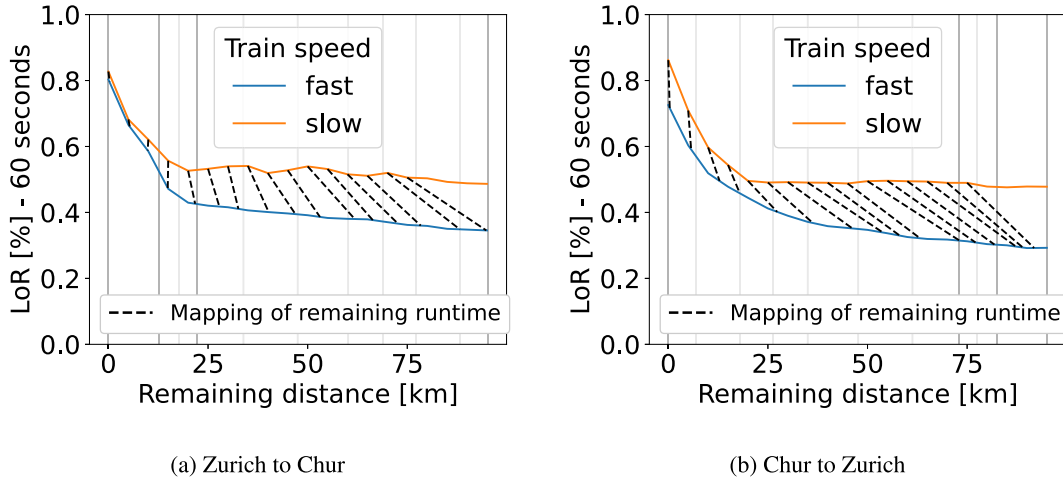 1.0
0.8
0.6
0.4
0.2
0.0
LoR [%] - 60 seconds
Train speed
fast
slow
Mapping of remaining runtime
0 25 50 75
Remaining distance [km]
(a) Zurich to Chur
1.0
0.8
0.6
0.4
0.2
0.0
LoR [%] - 60 seconds
Train speed
fast
slow
Mapping of remaining runtime
0 25 50 75
Remaining distance [km]
(b) Chur to Zurich